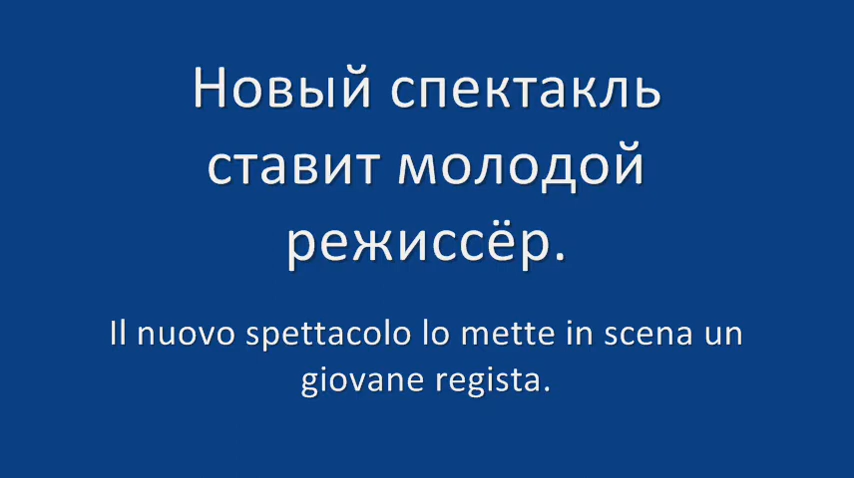 Новый спектакль
ставит молодой
режиссёр.
Il nuovo spettacolo lo mette in scena un
giovane regista.